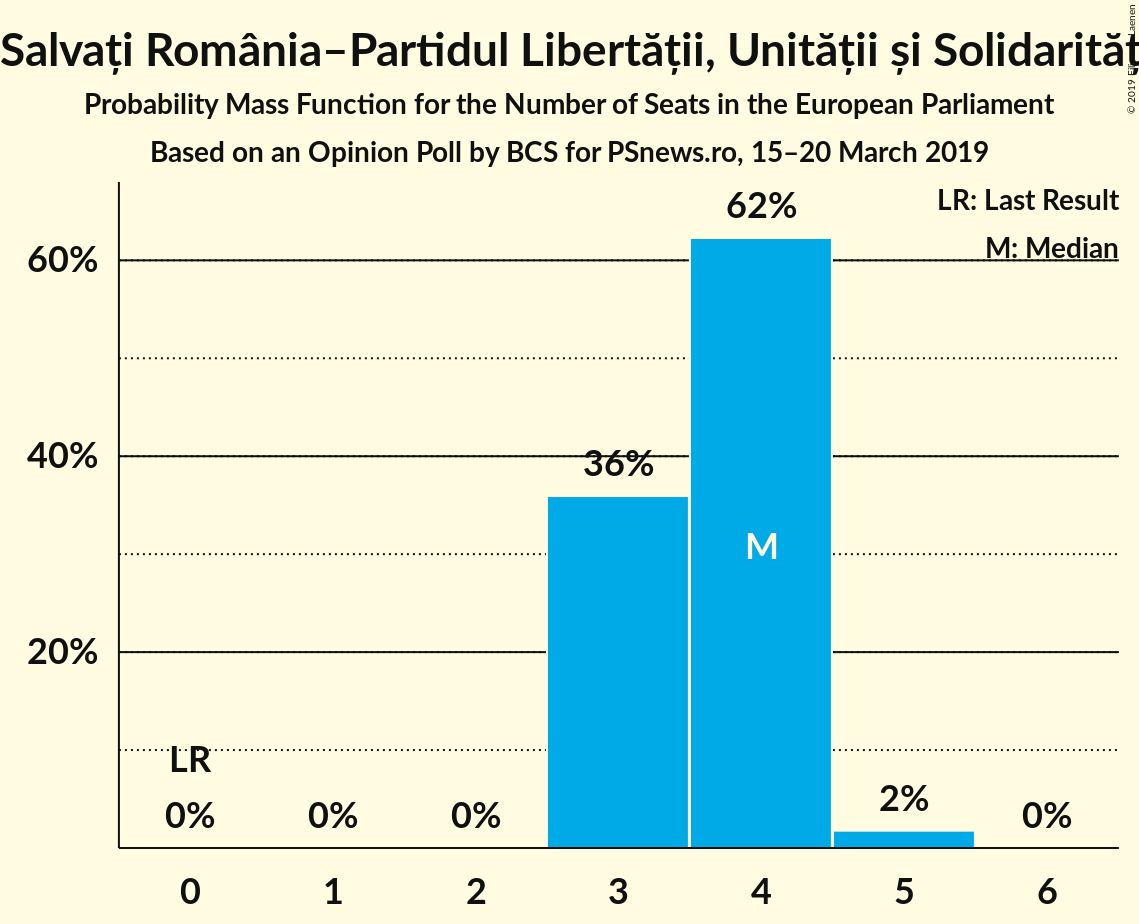 Salvați România–Partidul Libertății, Unității și Solidarităț
Probability Mass Function for the Number of Seats in the European Parliament
Based on an Opinion Poll by BCS for PSnews.ro, 15–20 March 2019
© 2019
LR: Last Result
M: Median
62%
60%
40%
36%
M
20%
LR
0% 0% 0% 2% 0%
0 1 2 3 4 5 6